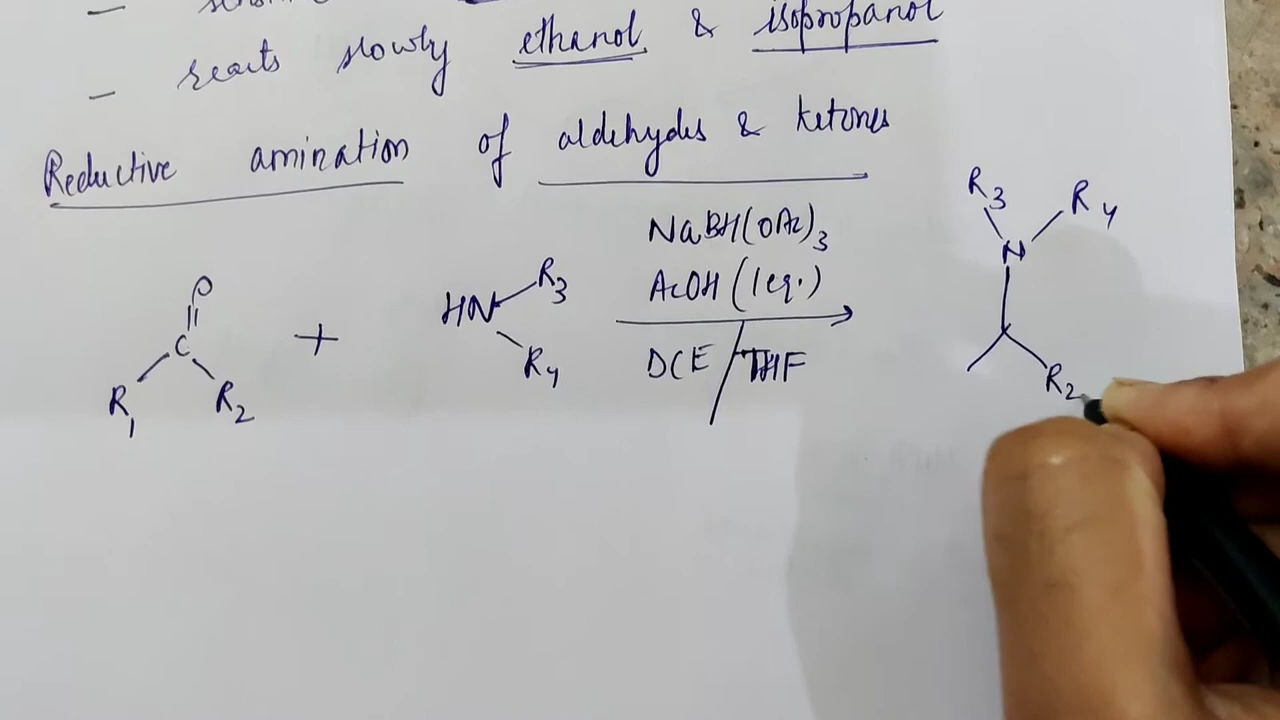 — reacts slowly ethanol & isopropanol
Reductive amination of aldehydes & ketones
O
C
R1 R2
+
HN R3
R4
NaBH(OAc)3
AcOH (1eq.)
DCE / THF
R3 R4
N
R2